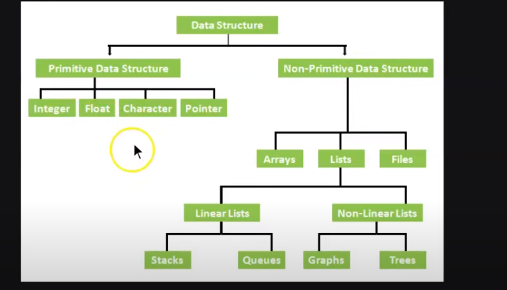 Data Structure
Primitive Data Structure
Non-Primitive Data Structure
Integer
Float
Character
Pointer
Arrays
Lists
Files
Linear Lists
Non-Linear Lists
Stacks
Queues
Graphs
Trees